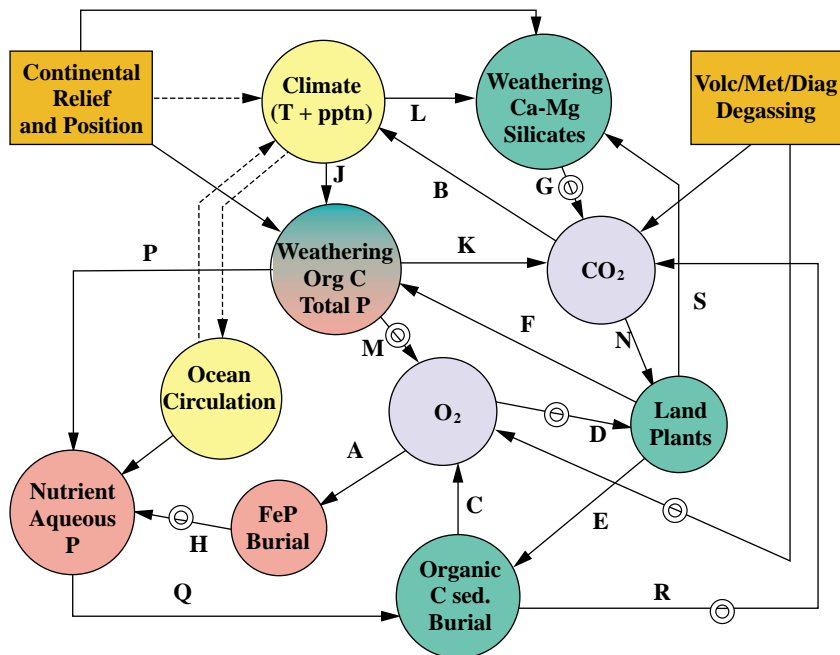 Continental
Relief
and Position
Climate
(T + pptn)
L
Weathering
Ca-Mg
Silicates
Volc/Met/Diag
Degassing
J
B
G
P
Weathering
Org C
Total P
K
CO₂
S
F
N
M
Ocean
Circulation
O₂
D
Land
Plants
A
Nutrient
Aqueous
P
H
FeP
Burial
C
E
Q
Organic
C sed.
Burial
R